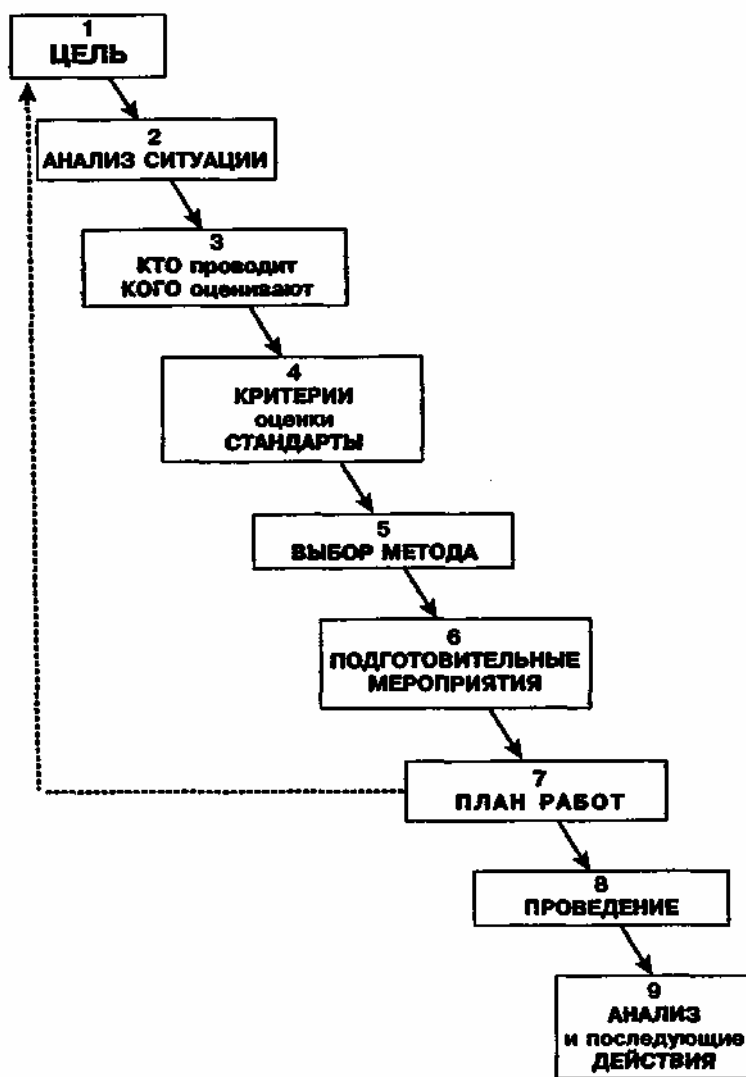 1
ЦЕЛЬ
2
АНАЛИЗ СИТУАЦИИ
3
КТО проводит
КОГО оценивают
4
КРИТЕРИИ
оценки
СТАНДАРТЫ
5
ВЫБОР МЕТОДА
6
ПОДГОТОВИТЕЛЬНЫЕ
МЕРОПРИЯТИЯ
7
ПЛАН РАБОТ
8
ПРОВЕДЕНИЕ
9
АНАЛИЗ
и последующие
ДЕЙСТВИЯ